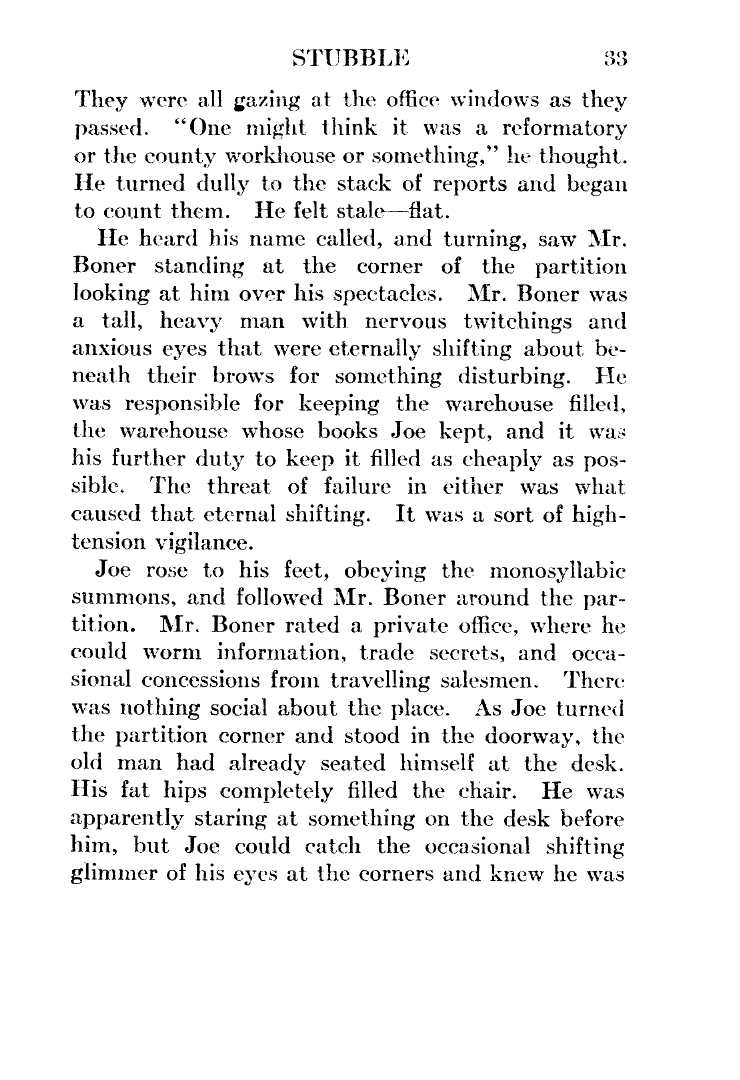 STUBBLE 33
They were all gazing at the office windows as they
passed. “One might think it was a reformatory
or the county workhouse or something,” he thought.
He turned dully to the stack of reports and began
to count them. He felt stale—flat.
He heard his name called, and turning, saw Mr.
Boner standing at the corner of the partition
looking at him over his spectacles. Mr. Boner was
a tall, heavy man with nervous twitchings and
anxious eyes that were eternally shifting about be-
neath their brows for something disturbing. He
was responsible for keeping the warehouse filled,
the warehouse whose books Joe kept, and it was
his further duty to keep it filled as cheaply as pos-
sible. The threat of failure in either was what
caused that eternal shifting. It was a sort of high-
tension vigilance.
Joe rose to his feet, obeying the monosyllabic
summons, and followed Mr. Boner around the par-
tition. Mr. Boner rated a private office, where he
could worm information, trade secrets, and occa-
sional concessions from travelling salesmen. There
was nothing social about the place. As Joe turned
the partition corner and stood in the doorway, the
old man had already seated himself at the desk.
His fat hips completely filled the chair. He was
apparently staring at something on the desk before
him, but Joe could catch the occasional shifting
glimmer of his eyes at the corners and knew he was